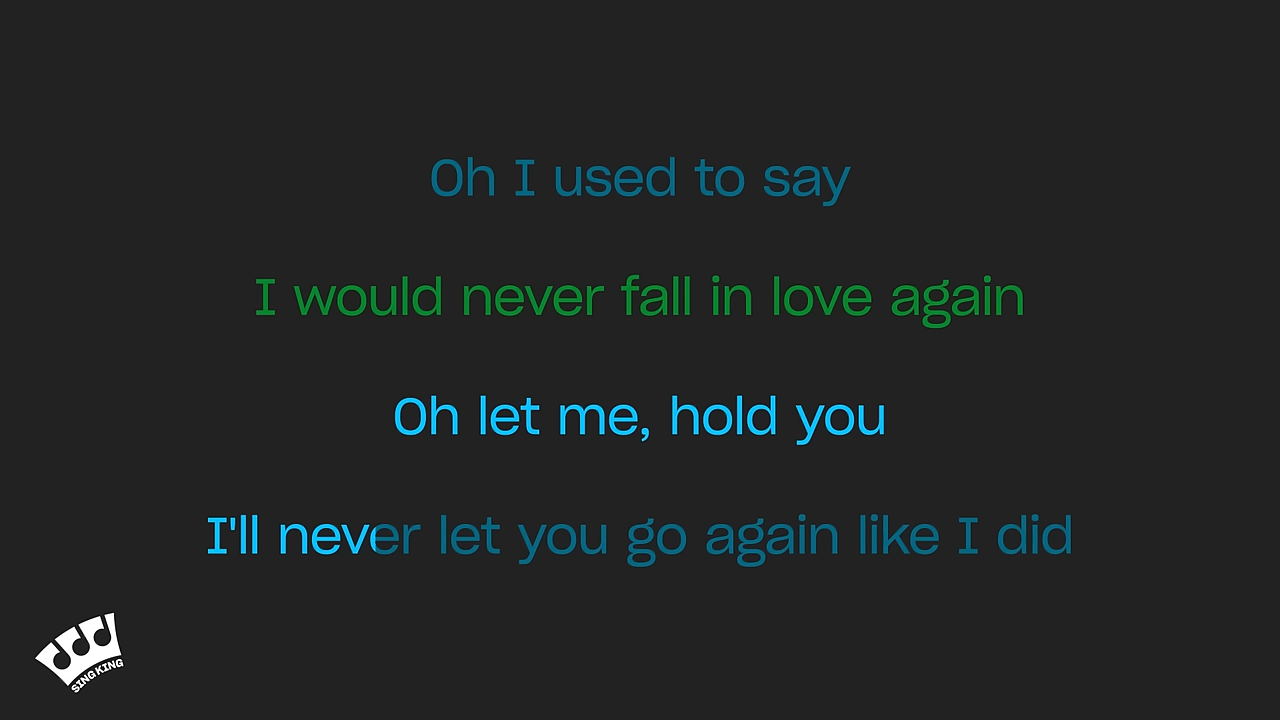 Oh I used to say
I would never fall in love again
Oh let me, hold you
I'll never let you go again like I did
SING KING